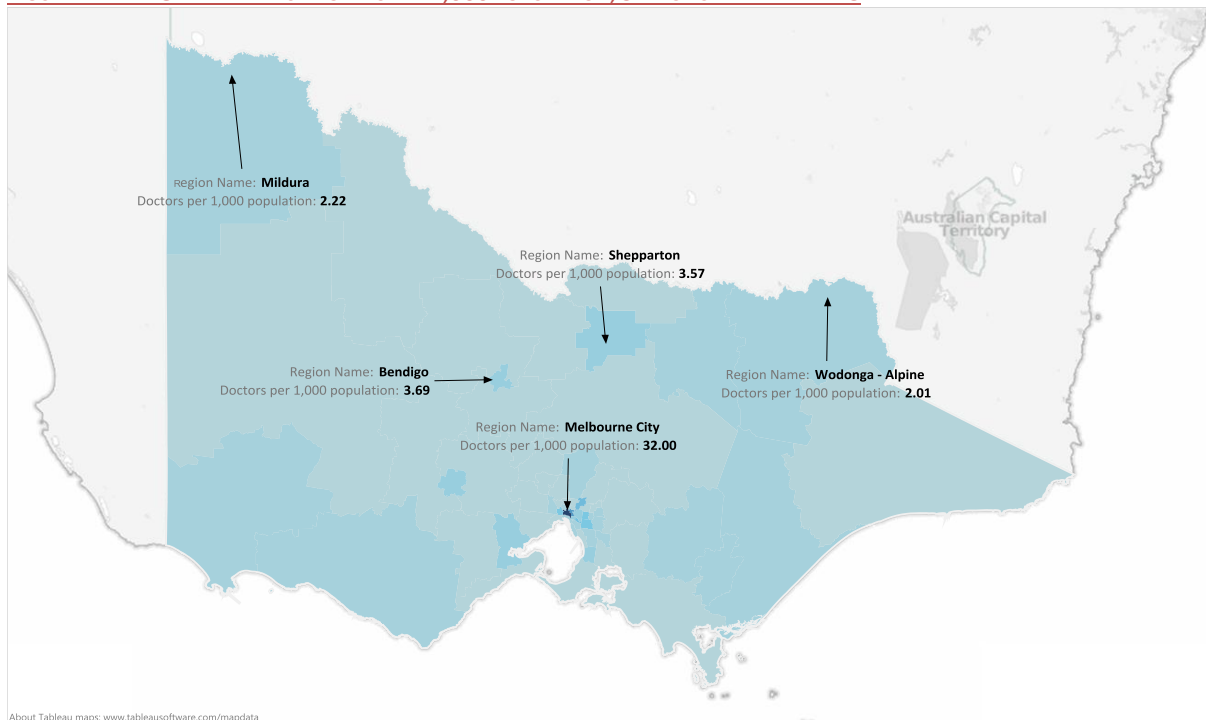 Region Name: Mildura
Doctors per 1,000 population: 2.22
Australian Capital
Territory
Region Name: Shepparton
Doctors per 1,000 population: 3.57
Region Name: Bendigo
Doctors per 1,000 population: 3.69
Region Name: Wodonga - Alpine
Doctors per 1,000 population: 2.01
Region Name: Melbourne City
Doctors per 1,000 population: 32.00
About Tableau maps: www.tableausoftware.com/mapdata